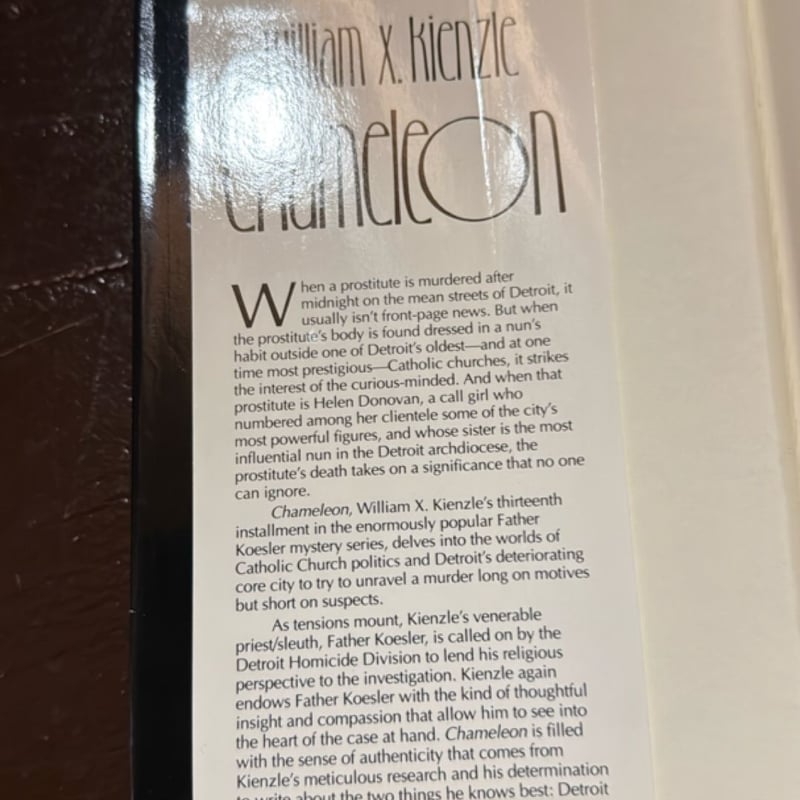 William X. Kienzle
Chameleon
When a prostitute is murdered after
midnight on the mean streets of Detroit, it
usually isn't front-page news. But when
the prostitute's body is found dressed in a nun's
habit outside one of Detroit's oldest—and at one
time most prestigious—Catholic churches, it strikes
the interest of the curious-minded. And when that
prostitute is Helen Donovan, a call girl who
numbered among her clientele some of the city's
most powerful figures, and whose sister is the most
influential nun in the Detroit archdiocese, the
prostitute's death takes on a significance that no one
can ignore.
Chameleon, William X. Kienzle's thirteenth
installment in the enormously popular Father
Koesler mystery series, delves into the worlds of
Catholic Church politics and Detroit's deteriorating
core city to try to unravel a murder long on motives
but short on suspects.
As tensions mount, Kienzle's venerable
priest/sleuth, Father Koesler, is called on by the
Detroit Homicide Division to lend his religious
perspective to the investigation. Kienzle again
endows Father Koesler with the kind of thoughtful
insight and compassion that allow him to see into
the heart of the case at hand. Chameleon is filled
with the sense of authenticity that comes from
Kienzle's meticulous research and his determination
to write about the two things he knows best: Detroit